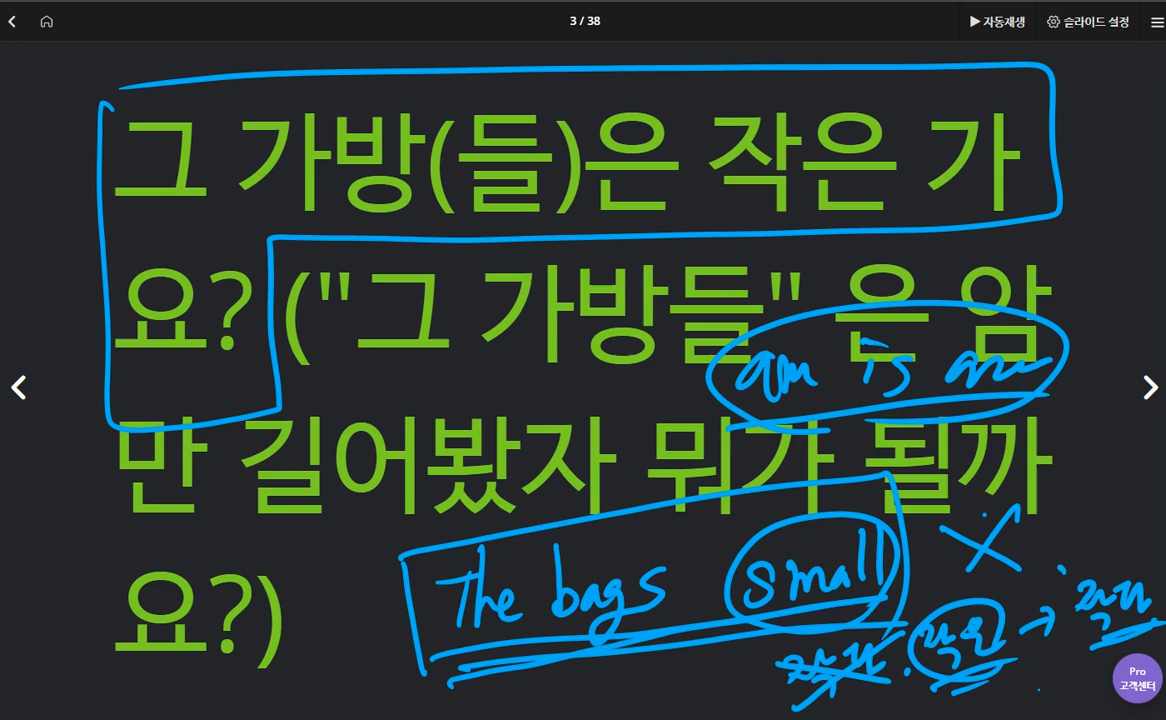 3 / 38
▶ 자동재생
슬라이드 설정
그 가방(들)은 작은 가
요? ("그 가방들" 은 암
만 길어봤자 뭐가 될까
요?)
am is are
The bags small
Pro
고객센터